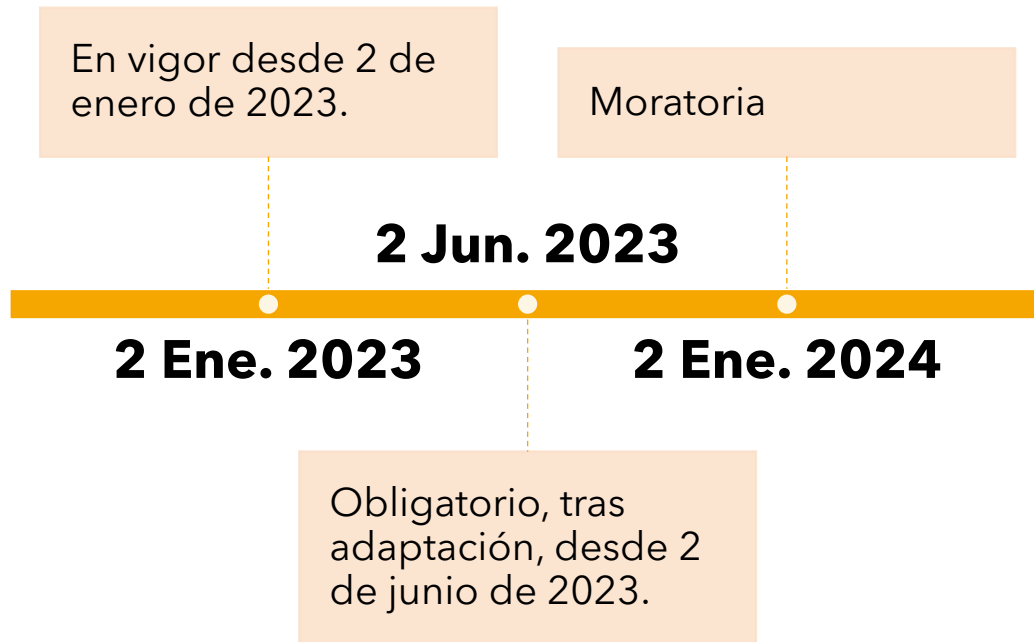 En vigor desde 2 de
enero de 2023.
Moratoria
2 Jun. 2023
2 Ene. 2023
2 Ene. 2024
Obligatorio, tras
adaptación, desde 2
de junio de 2023.